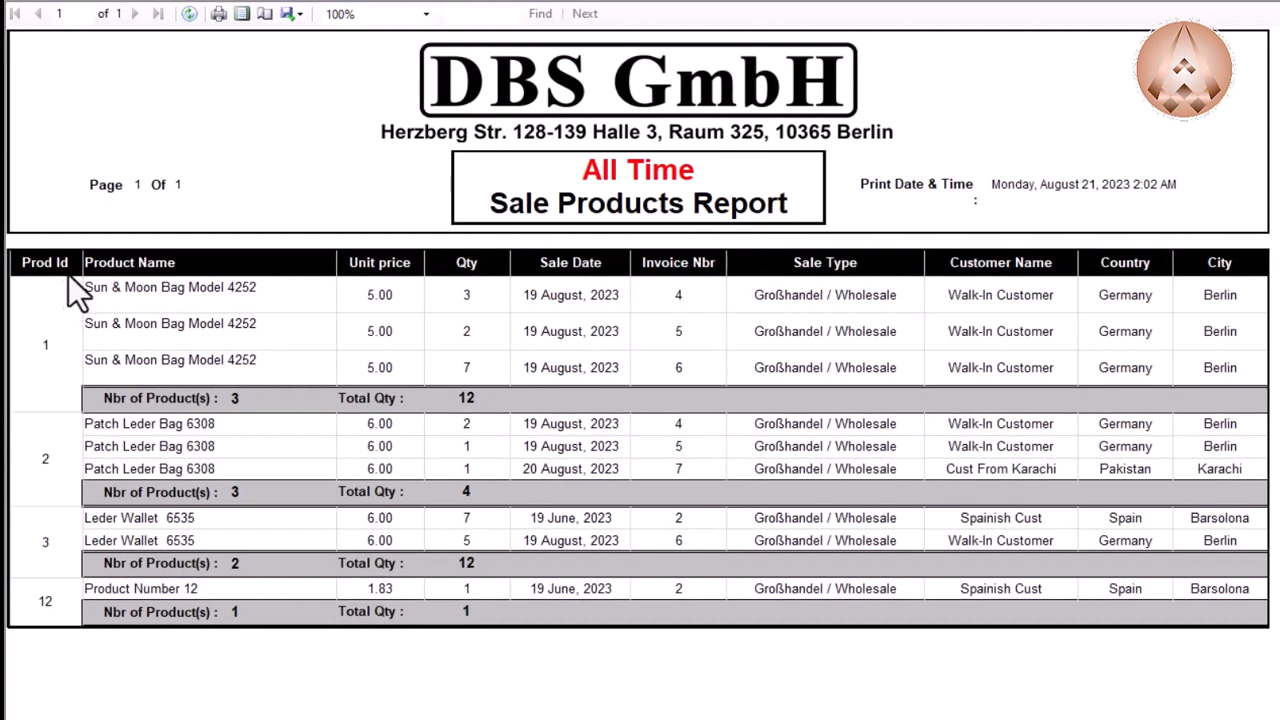 1 of 1 100% Find Next
DBS GmbH
Herzberg Str. 128-139 Halle 3, Raum 325, 10365 Berlin
All Time
Sale Products Report
Page 1 Of 1
Print Date & Time : Monday, August 21, 2023 2:02 AM
Prod Id Product Name Unit price Qty Sale Date Invoice Nbr Sale Type Customer Name Country City
1
Sun & Moon Bag Model 4252 5.00 3 19 August, 2023 4 Großhandel / Wholesale Walk-In Customer Germany Berlin
Sun & Moon Bag Model 4252 5.00 2 19 August, 2023 5 Großhandel / Wholesale Walk-In Customer Germany Berlin
Sun & Moon Bag Model 4252 5.00 7 19 August, 2023 6 Großhandel / Wholesale Walk-In Customer Germany Berlin
Nbr of Product(s) : 3 Total Qty : 12
2
Patch Leder Bag 6308 6.00 2 19 August, 2023 4 Großhandel / Wholesale Walk-In Customer Germany Berlin
Patch Leder Bag 6308 6.00 1 19 August, 2023 5 Großhandel / Wholesale Walk-In Customer Germany Berlin
Patch Leder Bag 6308 6.00 1 20 August, 2023 7 Großhandel / Wholesale Cust From Karachi Pakistan Karachi
Nbr of Product(s) : 3 Total Qty : 4
3
Leder Wallet 6535 6.00 7 19 June, 2023 2 Großhandel / Wholesale Spainish Cust Spain Barsolona
Leder Wallet 6535 6.00 5 19 August, 2023 6 Großhandel / Wholesale Walk-In Customer Germany Berlin
Nbr of Product(s) : 2 Total Qty : 12
12
Product Number 12 1.83 1 19 June, 2023 2 Großhandel / Wholesale Spainish Cust Spain Barsolona
Nbr of Product(s) : 1 Total Qty : 1